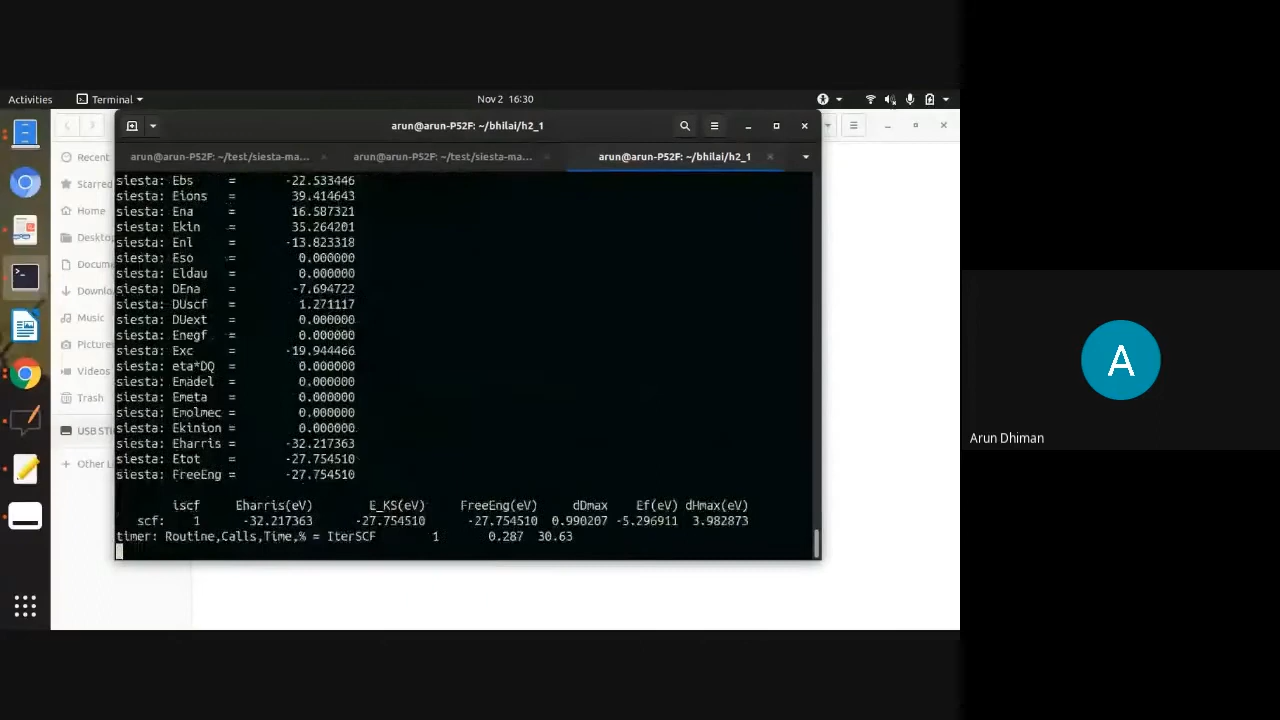 Activities Terminal Nov 2 16:30
arun@arun-P52F: ~/bhilai/h2_1
arun@arun-P52F: ~/test/siesta-ma... arun@arun-P52F: ~/test/siesta-ma... arun@arun-P52F: ~/bhilai/h2_1
Recent
Starred
Home
Deskto
Docum
Downlo
Music
Picture
Videos
Trash
USB STI
Other L
siesta: Ebs = -22.533446
siesta: Eions = 39.414643
siesta: Ena = 16.587321
siesta: Ekin = 35.264201
siesta: Enl = -13.823318
siesta: Eso = 0.000000
siesta: Eldau = 0.000000
siesta: DEna = -7.694722
siesta: DUscf = 1.271117
siesta: DUext = 0.000000
siesta: Enegf = 0.000000
siesta: Exc = -19.944466
siesta: eta*DQ = 0.000000
siesta: Emadel = 0.000000
siesta: Emeta = 0.000000
siesta: Emolmec = 0.000000
siesta: Ekinion = 0.000000
siesta: Eharris = -32.217363
siesta: Etot = -27.754510
siesta: FreeEng = -27.754510
iscf Eharris(eV) E_KS(eV) FreeEng(eV) dDmax Ef(eV) dHmax(eV)
scf: 1 -32.217363 -27.754510 -27.754510 0.990207 -5.296911 3.982873
timer: Routine,Calls,Time,% = IterSCF 1 0.287 30.63
A
Arun Dhiman